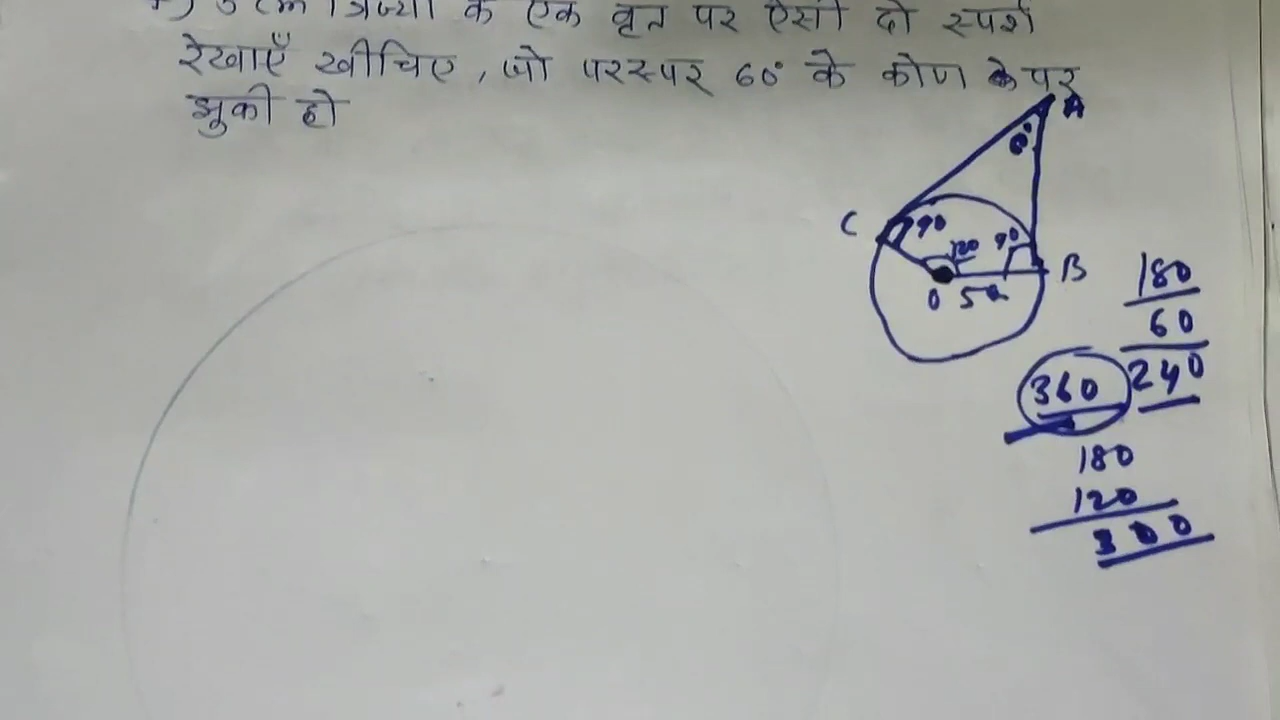 5 cm त्रिज्या के एक वृत पर ऐसी दो स्पर्श
रेखाएँ खीचिए , जो परस्पर 60° के कोण पर
झुकी हो
A
C
90
120
90
B
O
5
180
60
240
360
180
120
300